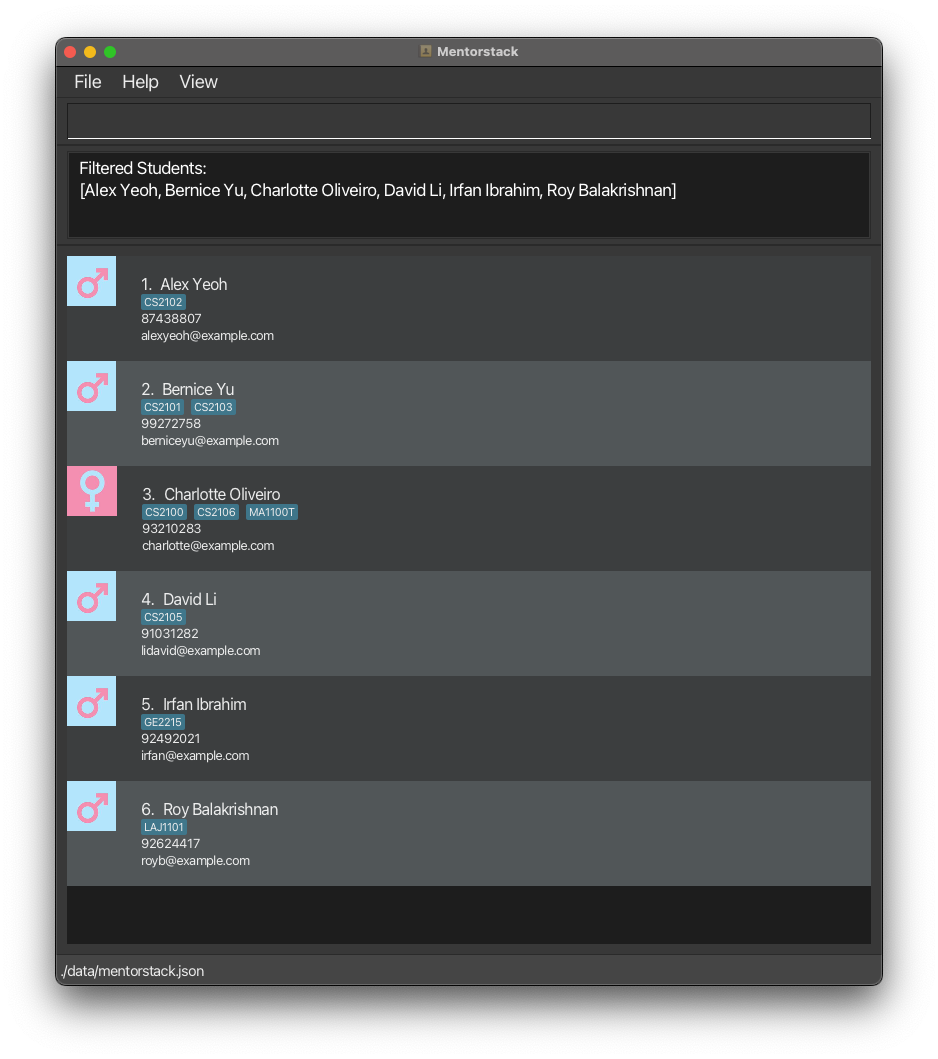 Mentorstack
File Help View
Filtered Students:
[Alex Yeoh, Bernice Yu, Charlotte Oliveiro, David Li, Irfan Ibrahim, Roy Balakrishnan]
1. Alex Yeoh
CS2102
87438807
alexyeoh@example.com
2. Bernice Yu
CS2101 CS2103
99272758
berniceyu@example.com
3. Charlotte Oliveiro
CS2100 CS2106 MA1100T
93210283
charlotte@example.com
4. David Li
CS2105
91031282
lidavid@example.com
5. Irfan Ibrahim
GE2215
92492021
irfan@example.com
6. Roy Balakrishnan
LAJ1101
92624417
royb@example.com
./data/mentorstack.json